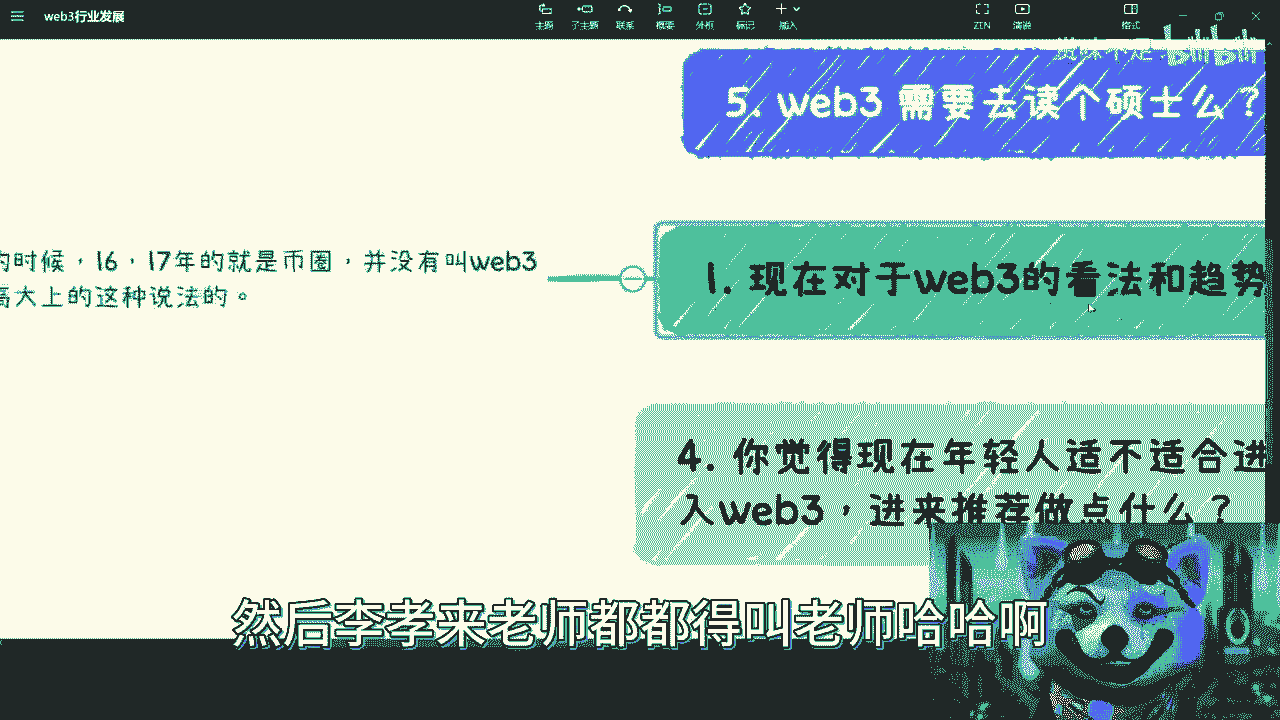 web3行业发展
主题 子主题 联系 概要 外框 标记 插入
ZEN 演说 格式
bilibili
5. web3 需要去读个硕士么？
的时候，16，17年的就是币圈，并没有叫web3
高大上的这种说法的。
1. 现在对于web3的看法和趋势
4. 你觉得现在年轻人适不适合进
入web3，进来推荐做点什么？
然后李孝来老师都都得叫老师哈哈啊